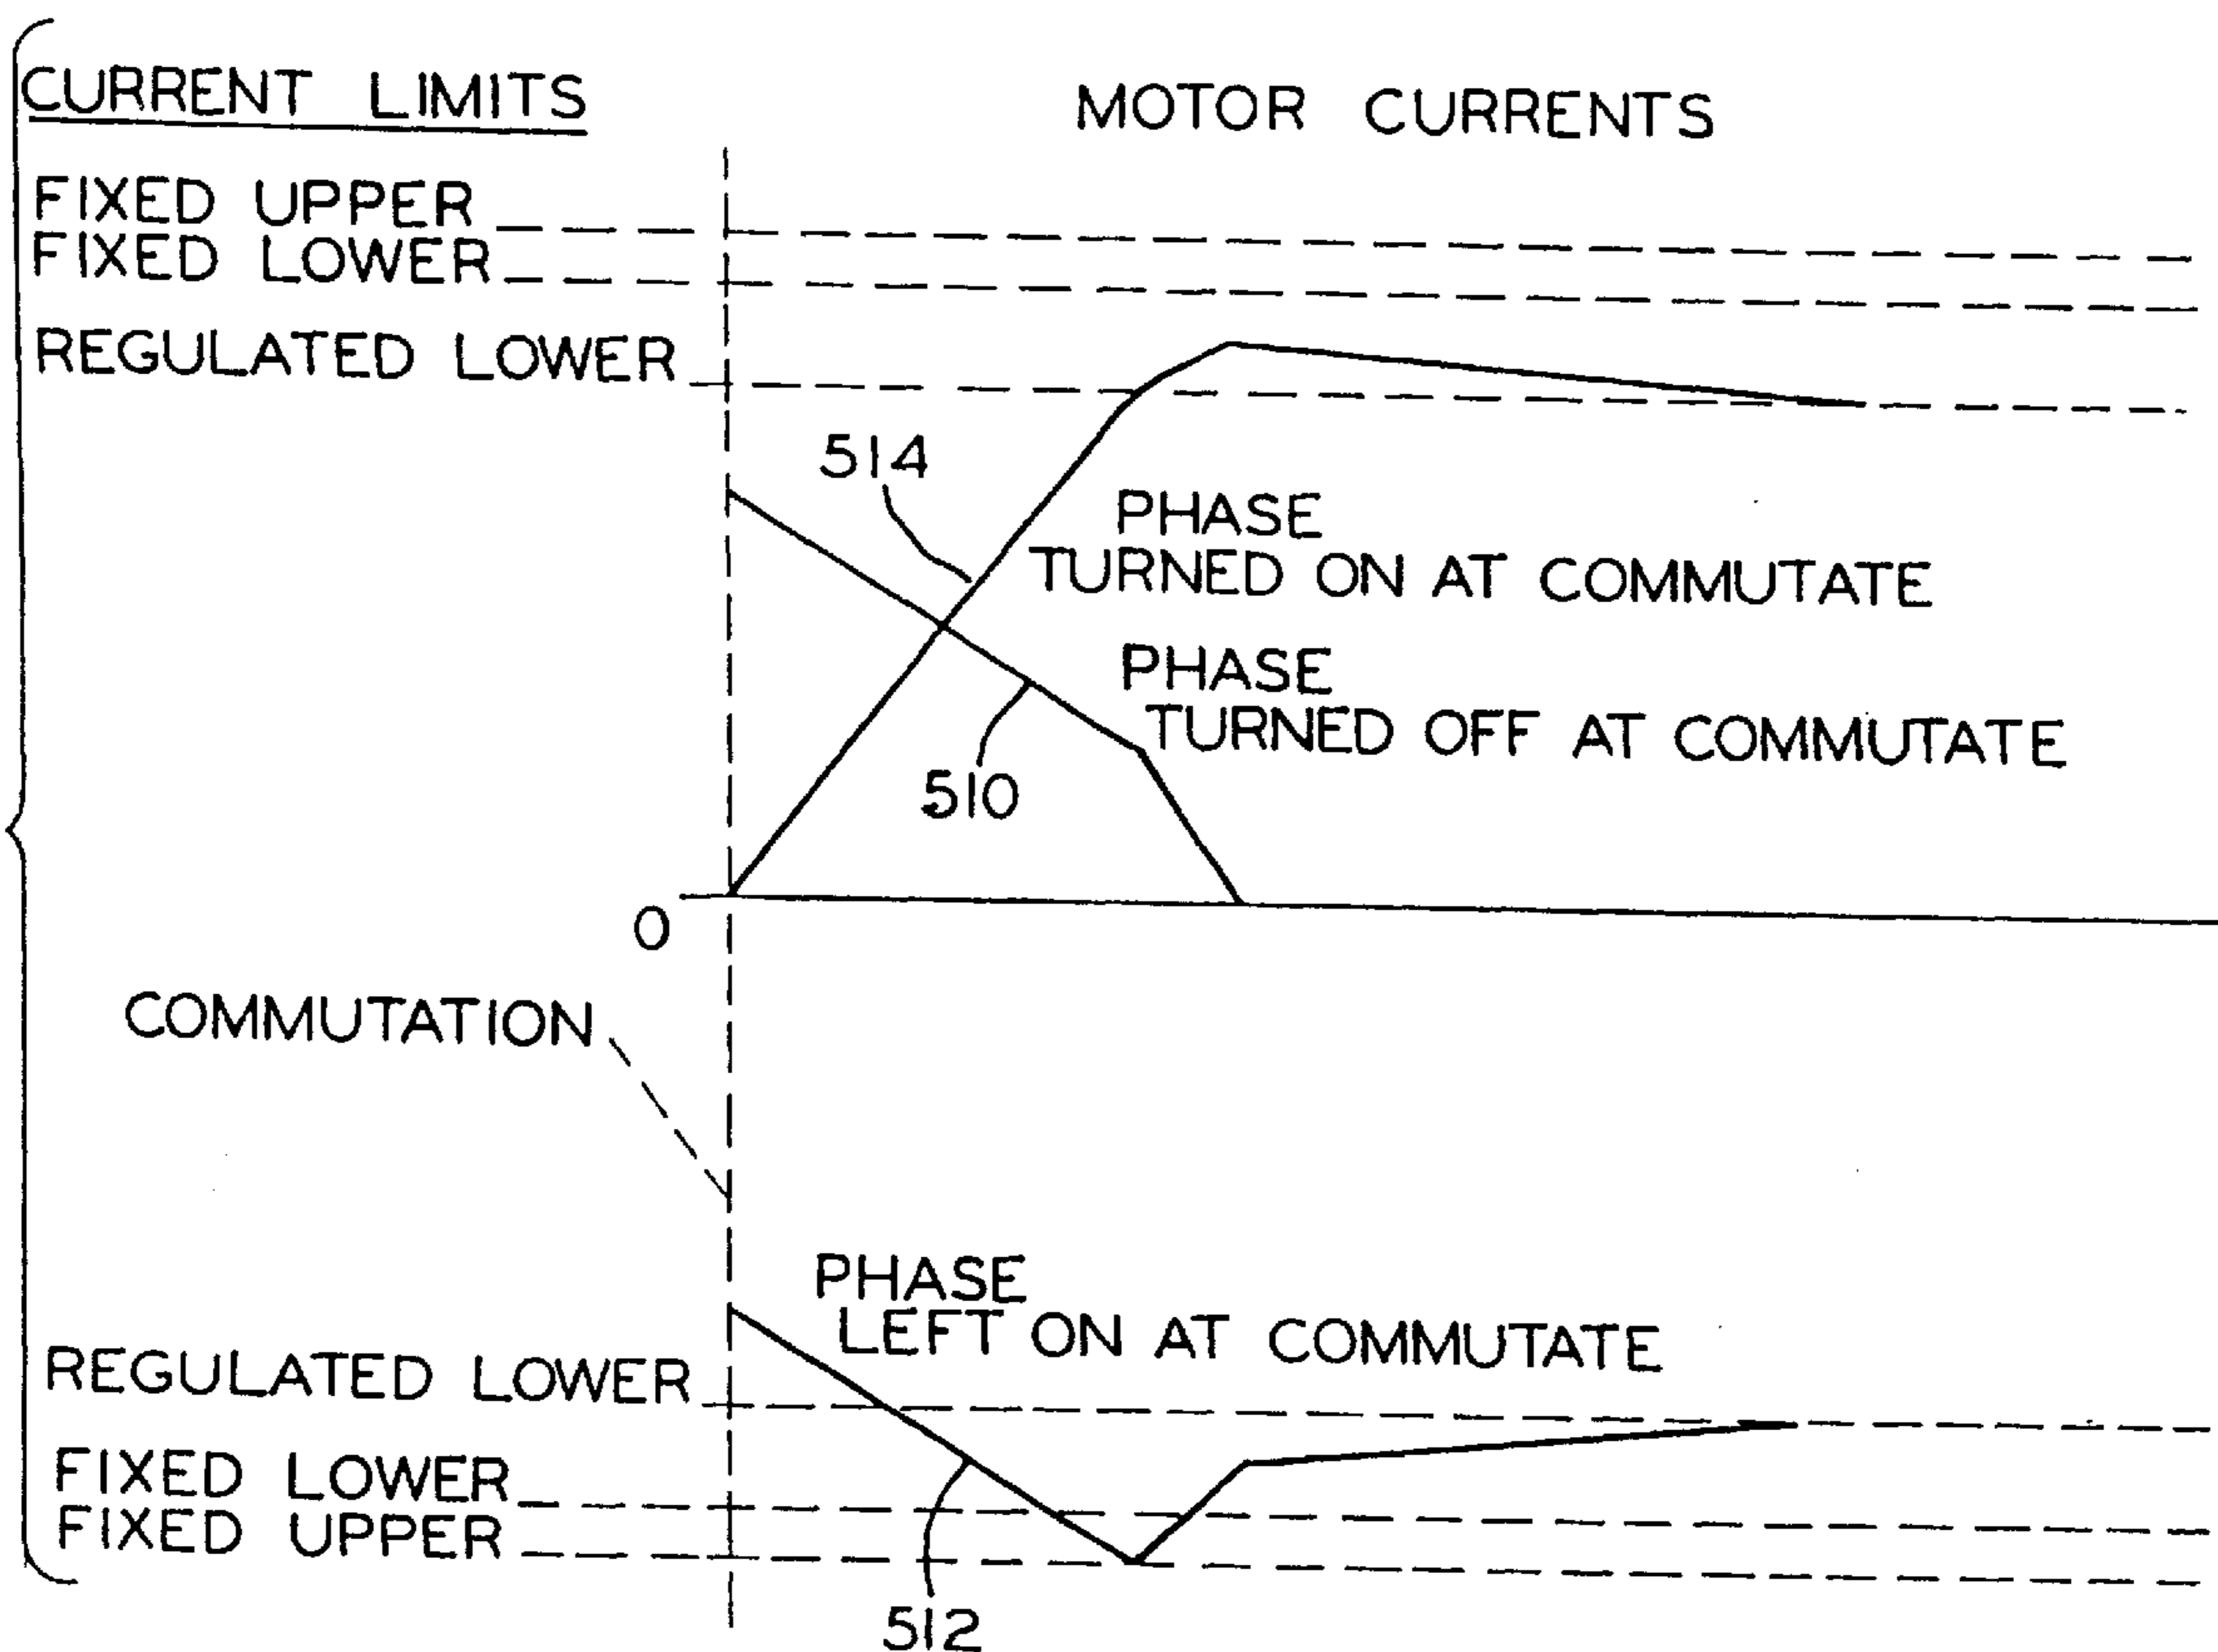 CURRENT LIMITS
MOTOR CURRENTS
FIXED UPPER
FIXED LOWER
REGULATED LOWER
514
PHASE
TURNED ON AT COMMUTATE
PHASE
TURNED OFF AT COMMUTATE
510
0
COMMUTATION
PHASE
LEFT ON AT COMMUTATE
REGULATED LOWER
FIXED LOWER
FIXED UPPER
512